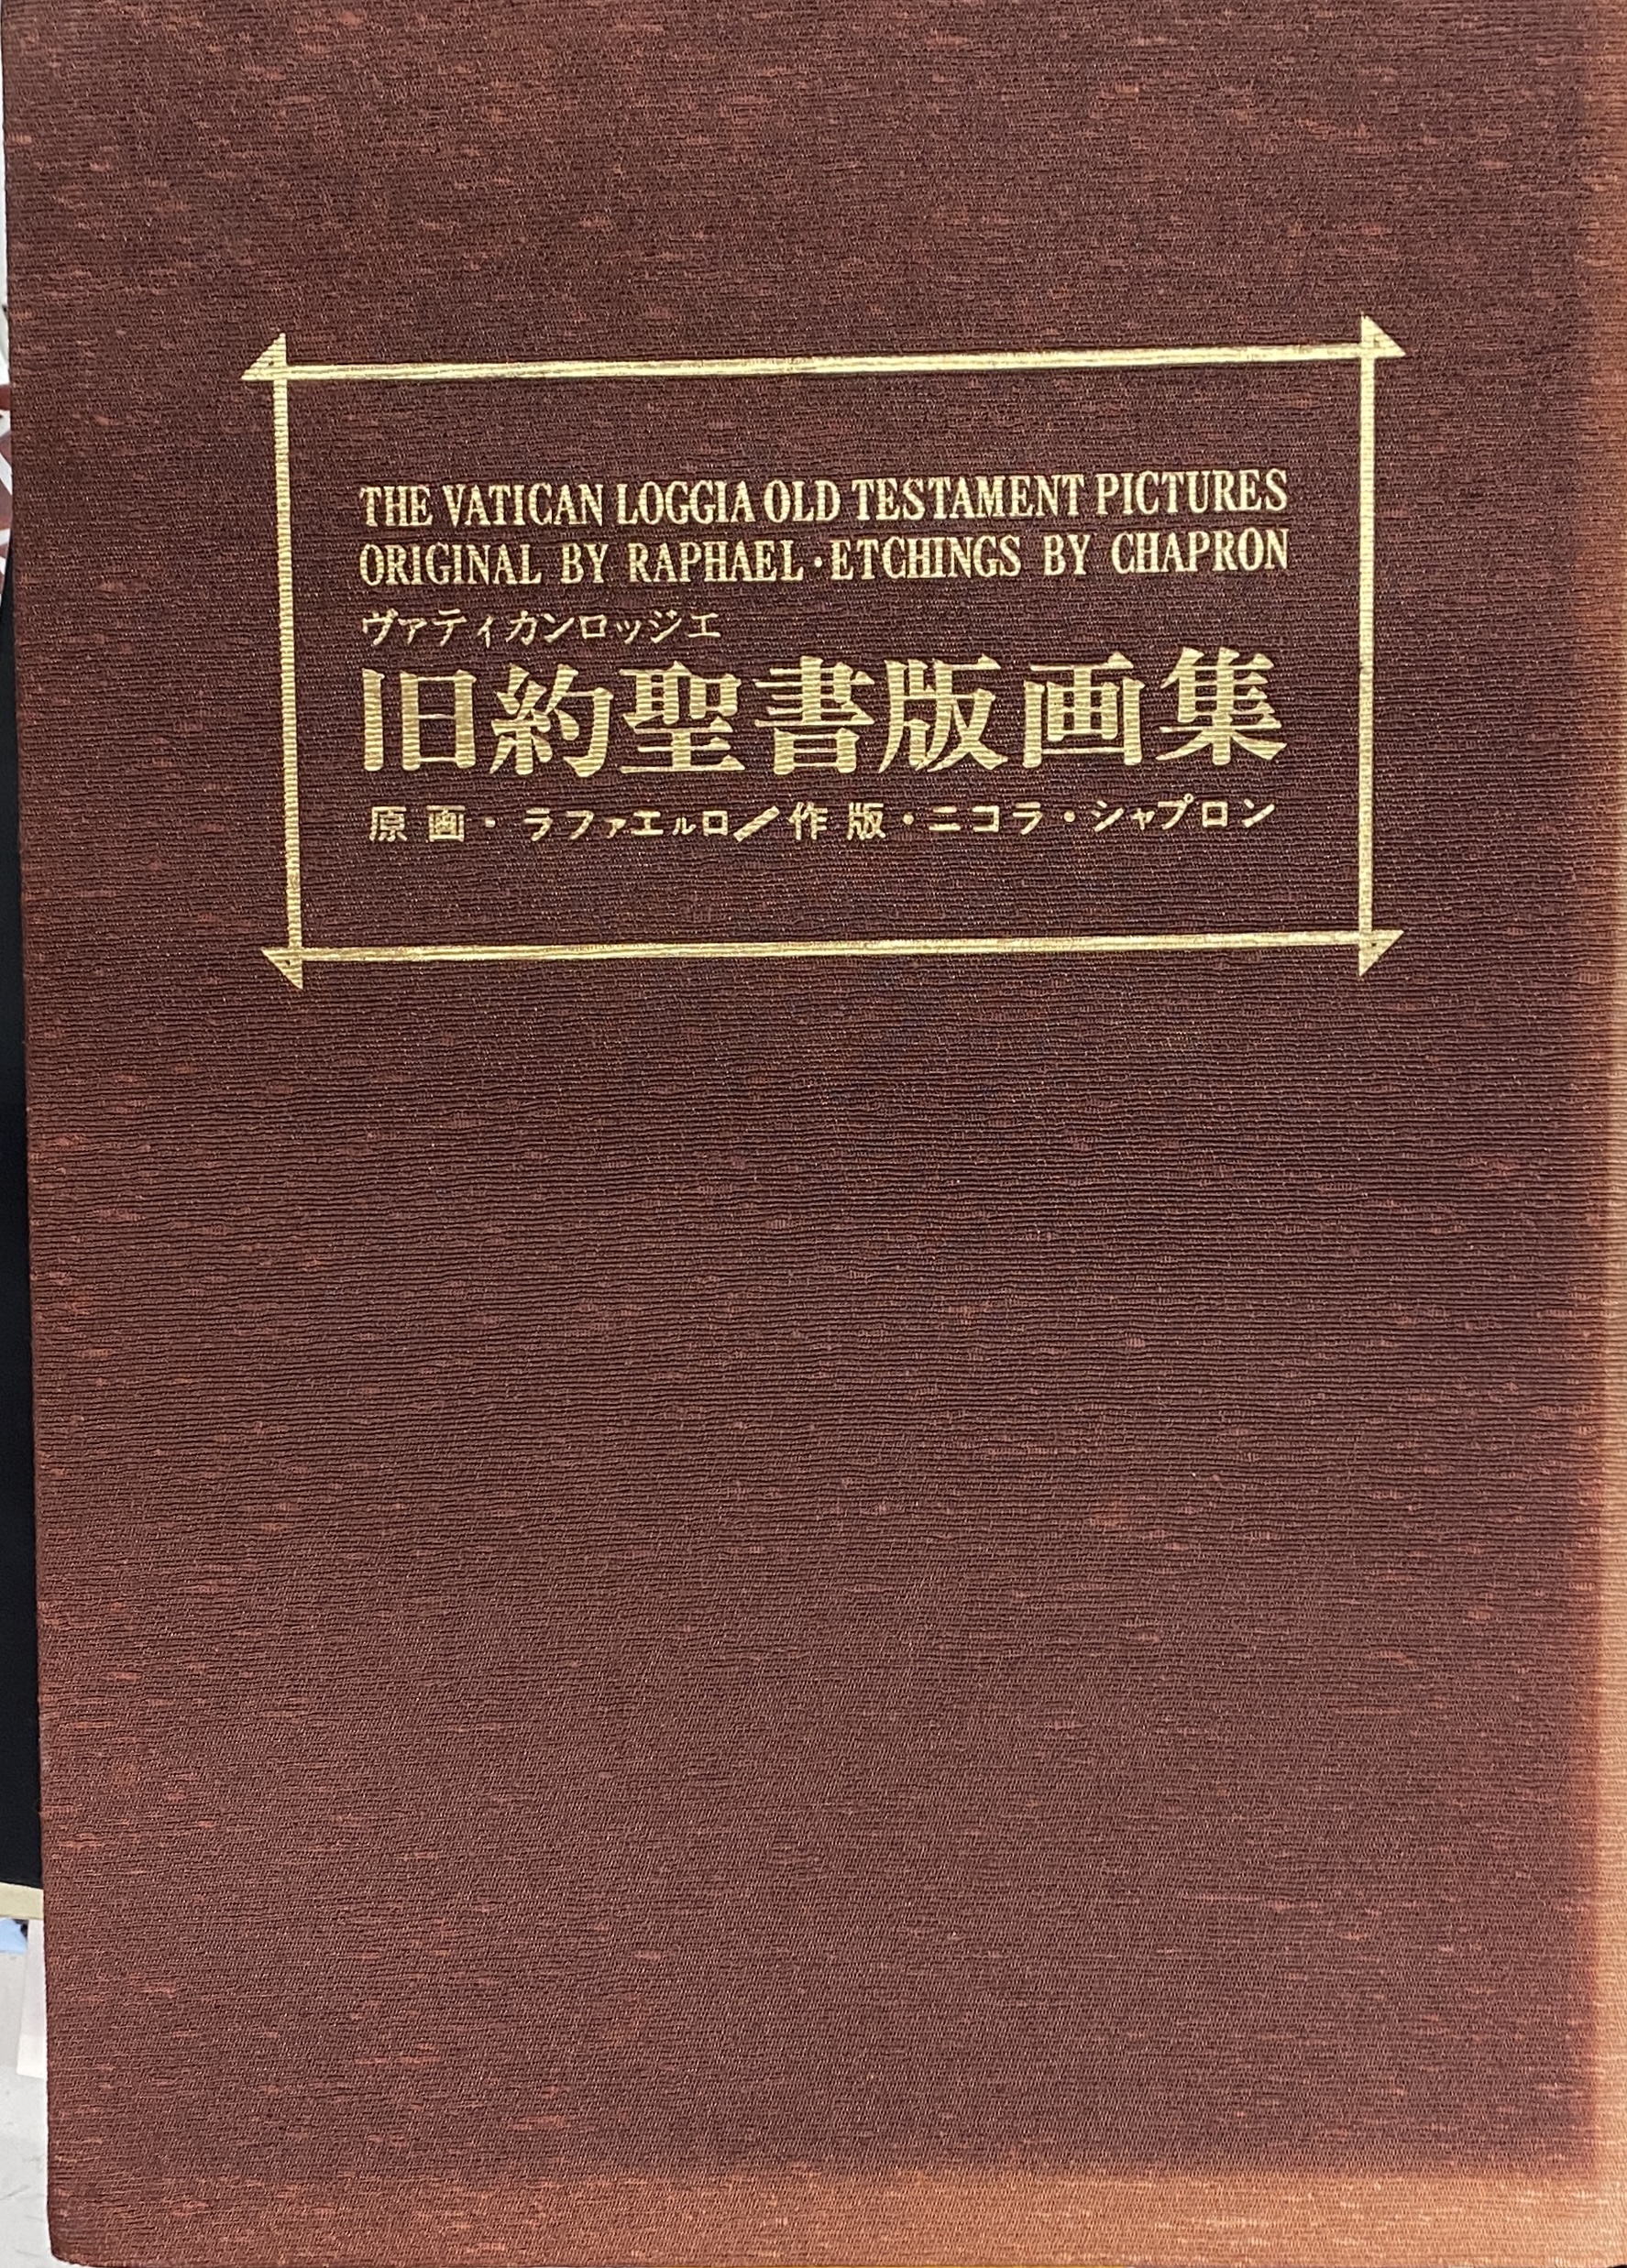 THE VATICAN LOGGIA OLD TESTAMENT PICTURES
ORIGINAL BY RAPHAEL・ETCHINGS BY CHAPRON
ヴァティカンロッジエ
旧約聖書版画集
原画・ラファエルロ/作版・ニコラ・シャプロン